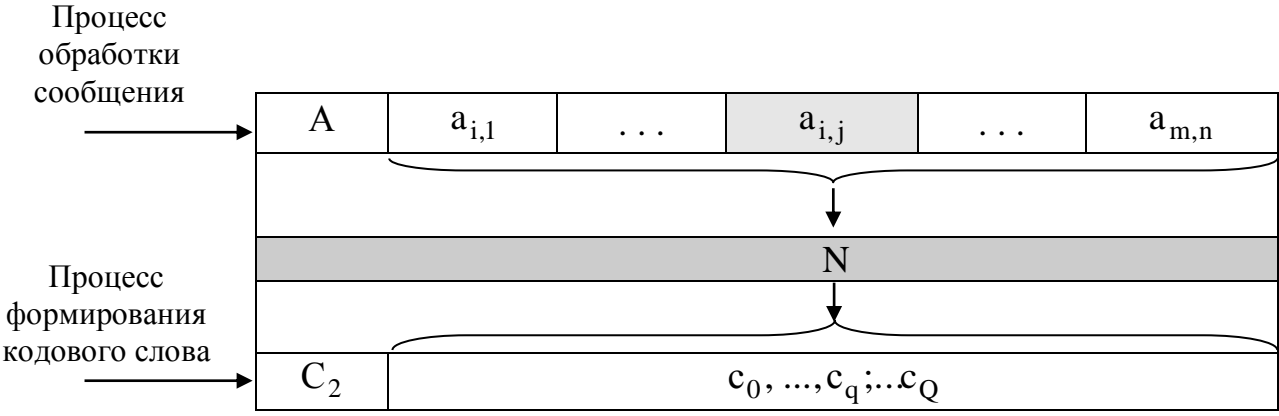 Процесс
обработки
сообщения
A a_{i,1} . . . a_{i,j} . . . a_{m,n}
N
Процесс
формирования
кодового слова
C_2 c_0, ...,c_q;...c_Q